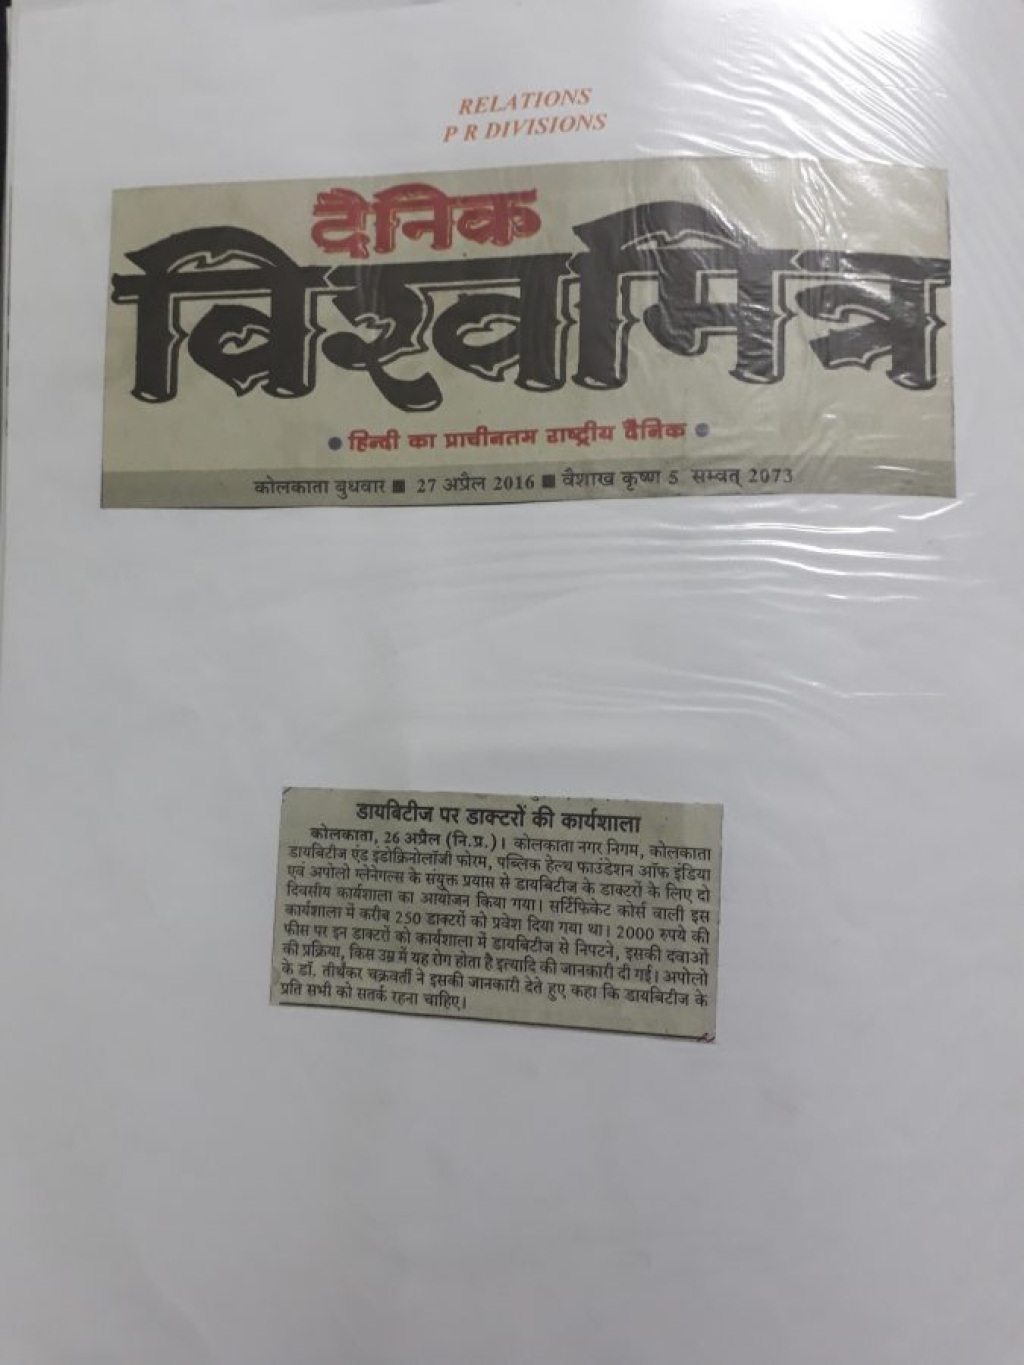 RELATIONS
P R DIVISIONS
दैनिक
विश्वमित्र
हिन्दी का प्राचीनतम राष्ट्रीय दैनिक
कोलकाता बुधवार ■ 27 अप्रैल 2016 ■ वैशाख कृष्ण 5 सम्वत् 2073
डायबिटीज पर डाक्टरों की कार्यशाला
कोलकाता, 26 अप्रैल (नि.प्र.)। कोलकाता नगर निगम, कोलकाता
डायबिटीज एंड इंडोक्रिनोलॉजी फोरम, पब्लिक हेल्थ फाउंडेशन ऑफ इंडिया
एवं अपोलो ग्लेनेगल्स के संयुक्त प्रयास से डायबिटीज के डाक्टरों के लिए दो
दिवसीय कार्यशाला का आयोजन किया गया। सर्टिफिकेट कोर्स वाली इस
कार्यशाला में करीब 250 डाक्टरों को प्रवेश दिया गया था। 2000 रुपये की
फीस पर इन डाक्टरों को कार्यशाला में डायबिटीज से निपटने, इसकी दवाओं
की प्रक्रिया, किस उम्र में यह रोग होता है इत्यादि की जानकारी दी गई। अपोलो
के डॉ. तीर्थंकर चक्रवर्ती ने इसकी जानकारी देते हुए कहा कि डायबिटीज के
प्रति सभी को सतर्क रहना चाहिए।